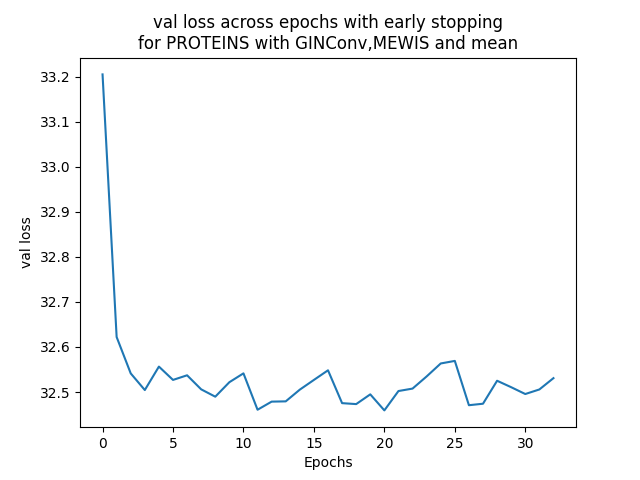 val loss across epochs with early stopping
for PROTEINS with GINConv,MEWIS and mean
33.2
33.1
33.0
32.9
32.8
32.7
32.6
32.5
val loss
0 5 10 15 20 25 30
Epochs